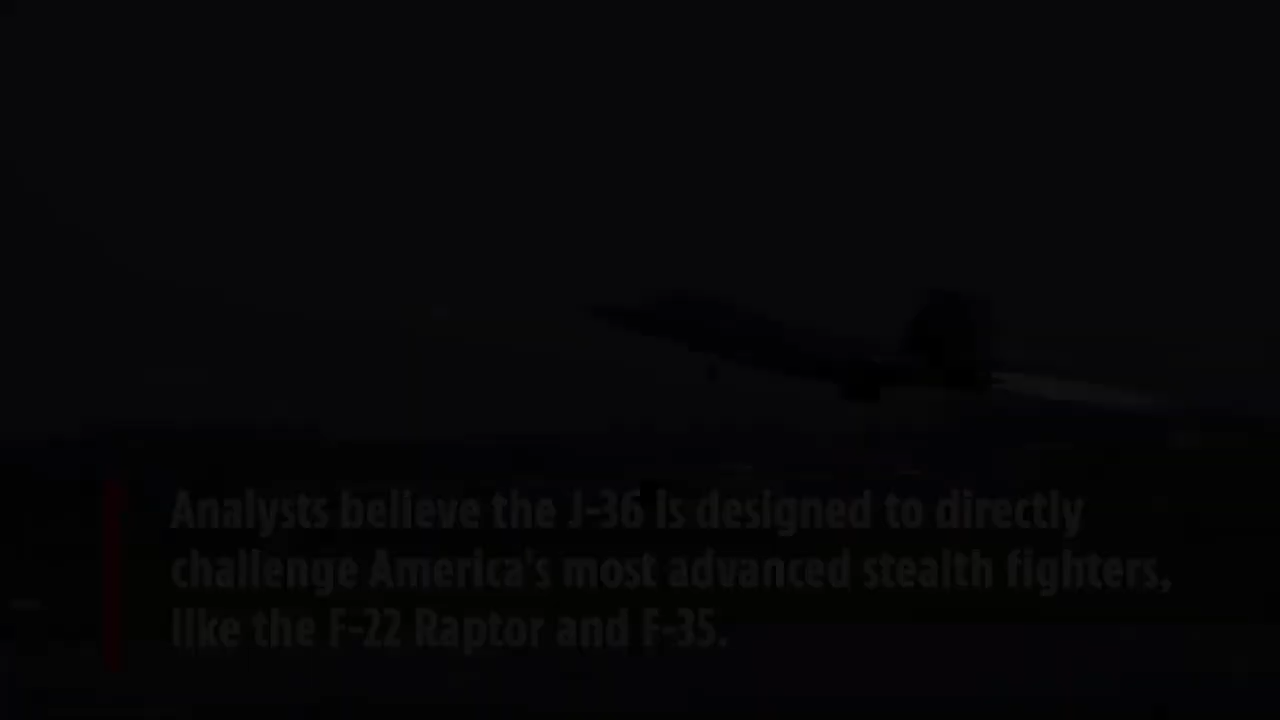 Analysts believe the J-36 is designed to directly
challenge America's most advanced stealth fighters,
like the F-22 Raptor and F-35.